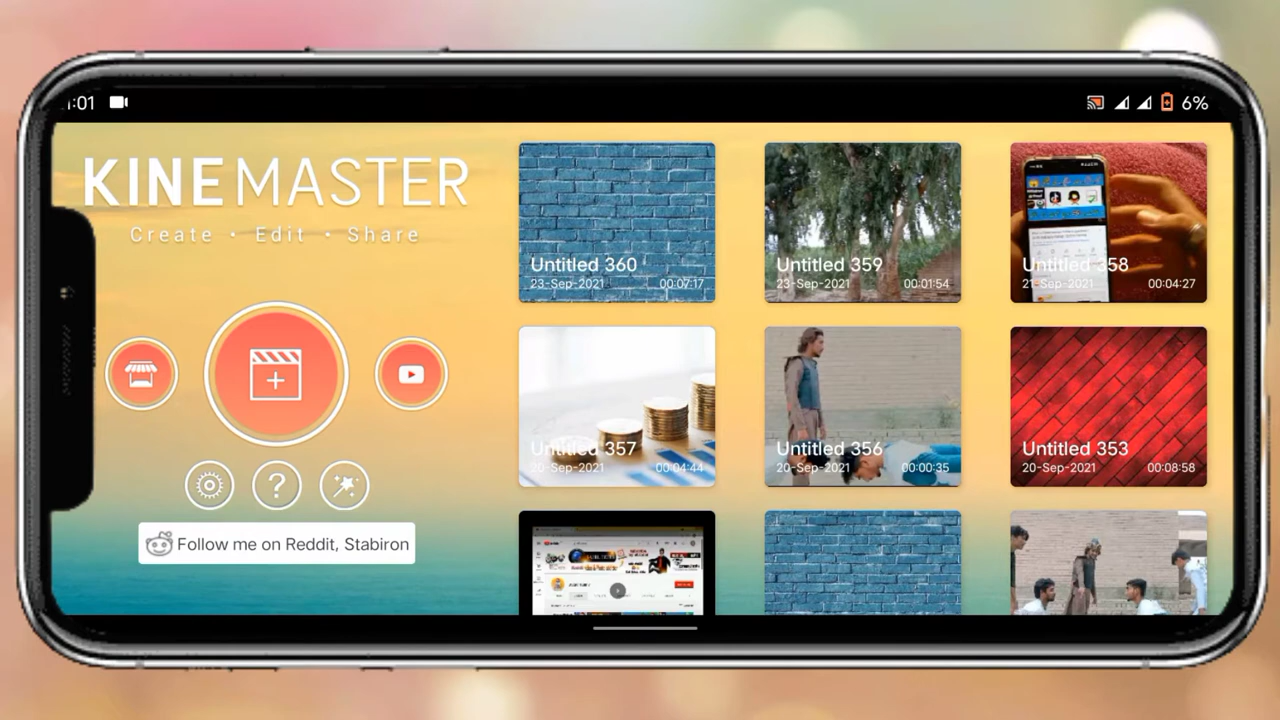 :01
6%
KINEMASTER
Create • Edit • Share
Follow me on Reddit, Stabiron
Untitled 360
23-Sep-2021 00:07:17
Untitled 359
23-Sep-2021 00:01:54
Untitled 358
21-Sep-2021 00:04:27
Untitled 357
20-Sep-2021 00:04:44
Untitled 356
20-Sep-2021 00:00:35
Untitled 353
20-Sep-2021 00:08:58